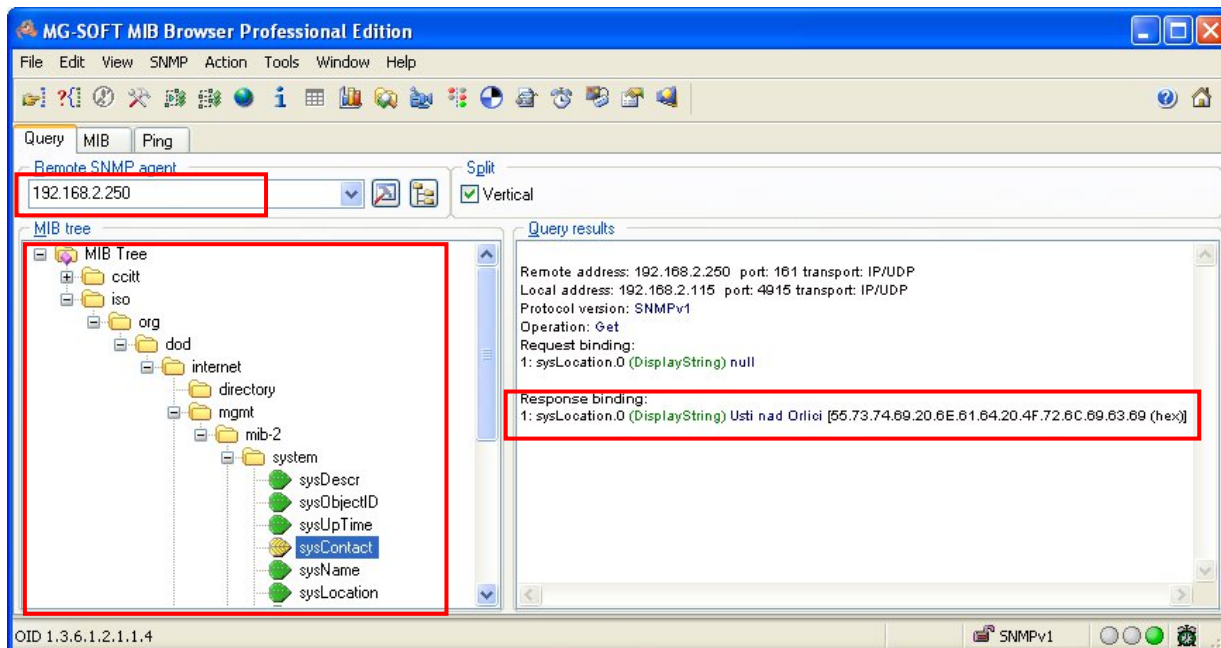 MG-SOFT MIB Browser Professional Edition
File Edit View SNMP Action Tools Window Help
Query MIB Ping
Remote SNMP agent
192.168.2.250
Split
Vertical
MIB tree
MIB Tree
ccitt
iso
org
dod
internet
directory
mgmt
mib-2
system
sysDescr
sysObjectID
sysUpTime
sysContact
sysName
sysLocation
Query results
Remote address: 192.168.2.250 port: 161 transport: IP/UDP
Local address: 192.168.2.115 port: 4915 transport: IP/UDP
Protocol version: SNMPv1
Operation: Get
Request binding:
1: sysLocation.0 (DisplayString) null
Response binding:
1: sysLocation.0 (DisplayString) Usti nad Orlici [55.73.74.69.20.6E.61.64.20.4F.72.6C.69.63.69 (hex)]
OID 1.3.6.1.2.1.1.4
SNMPv1